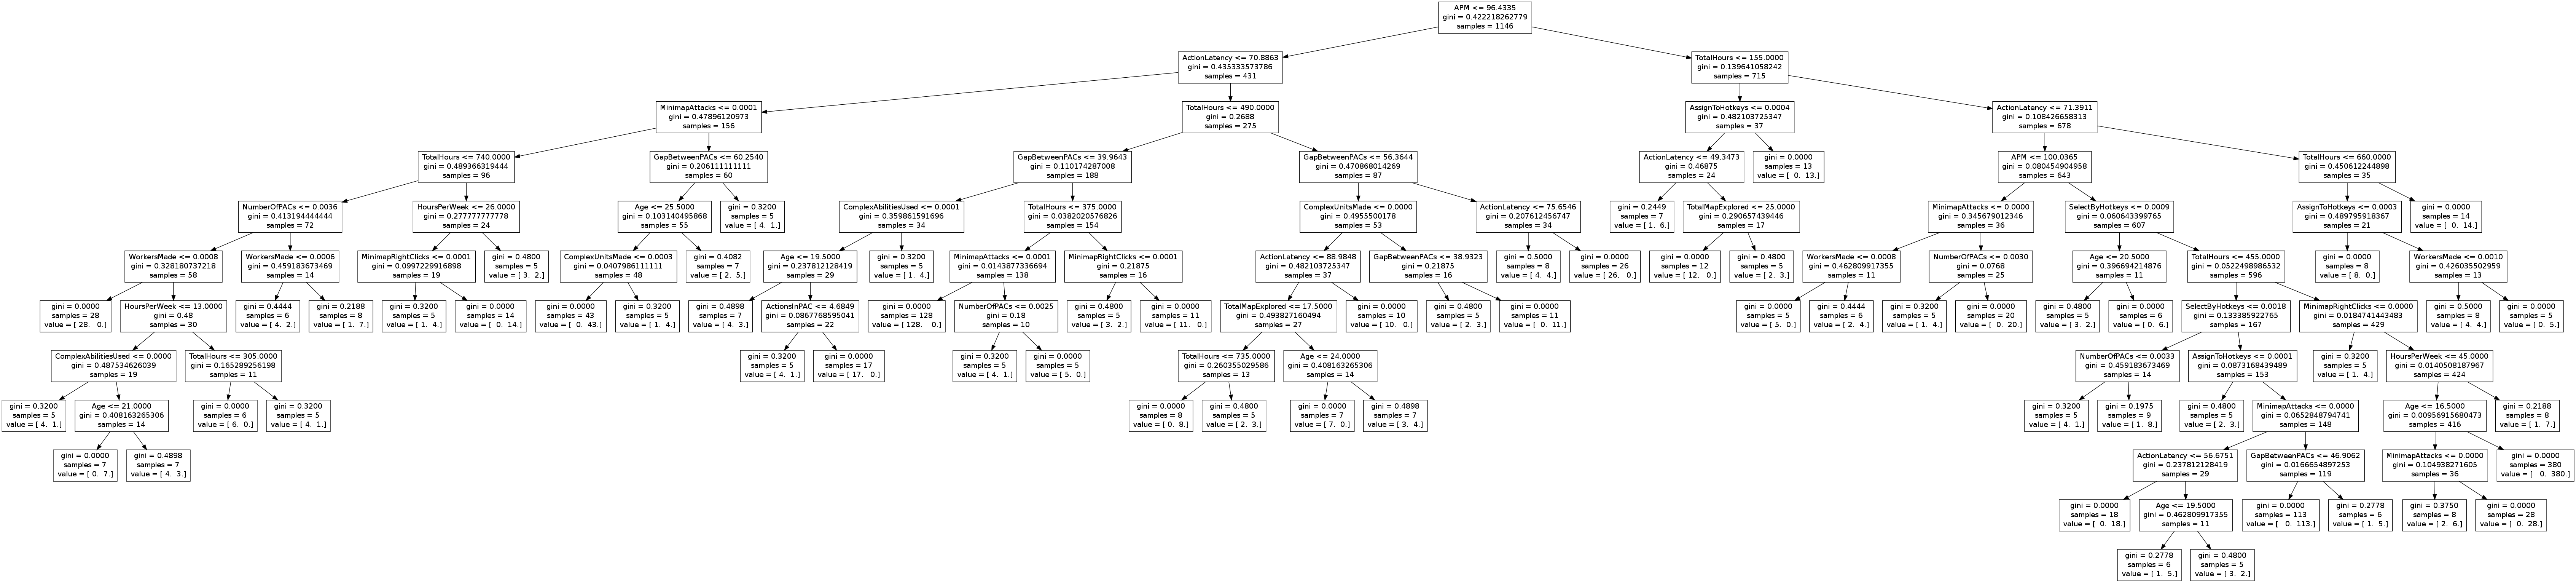 APM <= 96.4335
gini = 0.422218262779
samples = 1146
ActionLatency <= 70.8863
gini = 0.435333573786
samples = 431
TotalHours <= 155.0000
gini = 0.139641058242
samples = 715
MinimapAttacks <= 0.0001
gini = 0.47896120973
samples = 156
TotalHours <= 490.0000
gini = 0.2688
samples = 275
AssignToHotkeys <= 0.0004
gini = 0.482103725347
samples = 37
ActionLatency <= 71.3911
gini = 0.108426658313
samples = 678
TotalHours <= 740.0000
gini = 0.489366319444
samples = 96
GapBetweenPACs <= 60.2540
gini = 0.206111111111
samples = 60
GapBetweenPACs <= 39.9643
gini = 0.110174287008
samples = 188
GapBetweenPACs <= 56.3644
gini = 0.470868014269
samples = 87
ActionLatency <= 49.3473
gini = 0.46875
samples = 24
gini = 0.0000
samples = 13
value = [ 0. 13.]
APM <= 100.0365
gini = 0.080454904958
samples = 643
TotalHours <= 660.0000
gini = 0.450612244898
samples = 35
NumberOfPACs <= 0.0036
gini = 0.413194444444
samples = 72
HoursPerWeek <= 26.0000
gini = 0.277777777778
samples = 24
Age <= 25.5000
gini = 0.103140495868
samples = 55
gini = 0.3200
samples = 5
value = [ 4. 1.]
ComplexAbilitiesUsed <= 0.0001
gini = 0.359861591696
samples = 34
TotalHours <= 375.0000
gini = 0.0382020576826
samples = 154
ComplexUnitsMade <= 0.0000
gini = 0.4955500178
samples = 53
ActionLatency <= 75.6546
gini = 0.207612456747
samples = 34
gini = 0.2449
samples = 7
value = [ 1. 6.]
TotalMapExplored <= 25.0000
gini = 0.290657439446
samples = 17
MinimapAttacks <= 0.0000
gini = 0.345679012346
samples = 36
SelectByHotkeys <= 0.0009
gini = 0.060643399765
samples = 607
AssignToHotkeys <= 0.0003
gini = 0.489795918367
samples = 21
gini = 0.0000
samples = 14
value = [ 0. 14.]
WorkersMade <= 0.0008
gini = 0.328180737218
samples = 58
WorkersMade <= 0.0006
gini = 0.459183673469
samples = 14
MinimapRightClicks <= 0.0001
gini = 0.0997229916898
samples = 19
gini = 0.4800
samples = 5
value = [ 3. 2.]
ComplexUnitsMade <= 0.0003
gini = 0.0407986111111
samples = 48
gini = 0.4082
samples = 7
value = [ 2. 5.]
Age <= 19.5000
gini = 0.237812128419
samples = 29
gini = 0.3200
samples = 5
value = [ 1. 4.]
MinimapAttacks <= 0.0001
gini = 0.0143877336694
samples = 138
MinimapRightClicks <= 0.0001
gini = 0.21875
samples = 16
ActionLatency <= 88.9848
gini = 0.482103725347
samples = 37
GapBetweenPACs <= 38.9323
gini = 0.21875
samples = 16
gini = 0.5000
samples = 8
value = [ 4. 4.]
gini = 0.0000
samples = 26
value = [ 26. 0.]
gini = 0.0000
samples = 12
value = [ 12. 0.]
gini = 0.4800
samples = 5
value = [ 2. 3.]
WorkersMade <= 0.0008
gini = 0.462809917355
samples = 11
NumberOfPACs <= 0.0030
gini = 0.0768
samples = 25
Age <= 20.5000
gini = 0.396694214876
samples = 11
TotalHours <= 455.0000
gini = 0.0522498986532
samples = 596
gini = 0.0000
samples = 8
value = [ 8. 0.]
WorkersMade <= 0.0010
gini = 0.426035502959
samples = 13
gini = 0.0000
samples = 28
value = [ 28. 0.]
HoursPerWeek <= 13.0000
gini = 0.48
samples = 30
gini = 0.4444
samples = 6
value = [ 4. 2.]
gini = 0.2188
samples = 8
value = [ 1. 7.]
gini = 0.3200
samples = 5
value = [ 1. 4.]
gini = 0.0000
samples = 14
value = [ 0. 14.]
gini = 0.0000
samples = 43
value = [ 0. 43.]
gini = 0.3200
samples = 5
value = [ 1. 4.]
gini = 0.4898
samples = 7
value = [ 4. 3.]
ActionsInPAC <= 4.6849
gini = 0.0867768595041
samples = 22
gini = 0.0000
samples = 128
value = [ 128. 0.]
NumberOfPACs <= 0.0025
gini = 0.18
samples = 10
gini = 0.4800
samples = 5
value = [ 3. 2.]
gini = 0.0000
samples = 11
value = [ 11. 0.]
TotalMapExplored <= 17.5000
gini = 0.493827160494
samples = 27
gini = 0.0000
samples = 10
value = [ 10. 0.]
gini = 0.4800
samples = 5
value = [ 2. 3.]
gini = 0.0000
samples = 11
value = [ 0. 11.]
gini = 0.0000
samples = 5
value = [ 5. 0.]
gini = 0.4444
samples = 6
value = [ 2. 4.]
gini = 0.3200
samples = 5
value = [ 1. 4.]
gini = 0.0000
samples = 20
value = [ 0. 20.]
gini = 0.4800
samples = 5
value = [ 3. 2.]
gini = 0.0000
samples = 6
value = [ 0. 6.]
SelectByHotkeys <= 0.0018
gini = 0.133385922765
samples = 167
MinimapRightClicks <= 0.0000
gini = 0.0184741443483
samples = 429
gini = 0.5000
samples = 8
value = [ 4. 4.]
gini = 0.0000
samples = 5
value = [ 0. 5.]
ComplexAbilitiesUsed <= 0.0000
gini = 0.487534626039
samples = 19
TotalHours <= 305.0000
gini = 0.165289256198
samples = 11
gini = 0.3200
samples = 5
value = [ 4. 1.]
gini = 0.0000
samples = 17
value = [ 17. 0.]
gini = 0.3200
samples = 5
value = [ 4. 1.]
gini = 0.0000
samples = 5
value = [ 5. 0.]
TotalHours <= 735.0000
gini = 0.260355029586
samples = 13
Age <= 24.0000
gini = 0.408163265306
samples = 14
NumberOfPACs <= 0.0033
gini = 0.459183673469
samples = 14
AssignToHotkeys <= 0.0001
gini = 0.0873168439489
samples = 153
gini = 0.3200
samples = 5
value = [ 1. 4.]
HoursPerWeek <= 45.0000
gini = 0.0140508187967
samples = 424
gini = 0.3200
samples = 5
value = [ 4. 1.]
Age <= 21.0000
gini = 0.408163265306
samples = 14
gini = 0.0000
samples = 6
value = [ 6. 0.]
gini = 0.3200
samples = 5
value = [ 4. 1.]
gini = 0.0000
samples = 8
value = [ 0. 8.]
gini = 0.4800
samples = 5
value = [ 2. 3.]
gini = 0.0000
samples = 7
value = [ 7. 0.]
gini = 0.4898
samples = 7
value = [ 3. 4.]
gini = 0.3200
samples = 5
value = [ 4. 1.]
gini = 0.1975
samples = 9
value = [ 1. 8.]
gini = 0.4800
samples = 5
value = [ 2. 3.]
MinimapAttacks <= 0.0000
gini = 0.0652848794741
samples = 148
Age <= 16.5000
gini = 0.00956915680473
samples = 416
gini = 0.2188
samples = 8
value = [ 1. 7.]
gini = 0.0000
samples = 7
value = [ 0. 7.]
gini = 0.4898
samples = 7
value = [ 4. 3.]
ActionLatency <= 56.6751
gini = 0.237812128419
samples = 29
GapBetweenPACs <= 46.9062
gini = 0.0166654897253
samples = 119
MinimapAttacks <= 0.0000
gini = 0.104938271605
samples = 36
gini = 0.0000
samples = 380
value = [ 0. 380.]
gini = 0.0000
samples = 18
value = [ 0. 18.]
Age <= 19.5000
gini = 0.462809917355
samples = 11
gini = 0.0000
samples = 113
value = [ 0. 113.]
gini = 0.2778
samples = 6
value = [ 1. 5.]
gini = 0.3750
samples = 8
value = [ 2. 6.]
gini = 0.0000
samples = 28
value = [ 0. 28.]
gini = 0.2778
samples = 6
value = [ 1. 5.]
gini = 0.4800
samples = 5
value = [ 3. 2.]